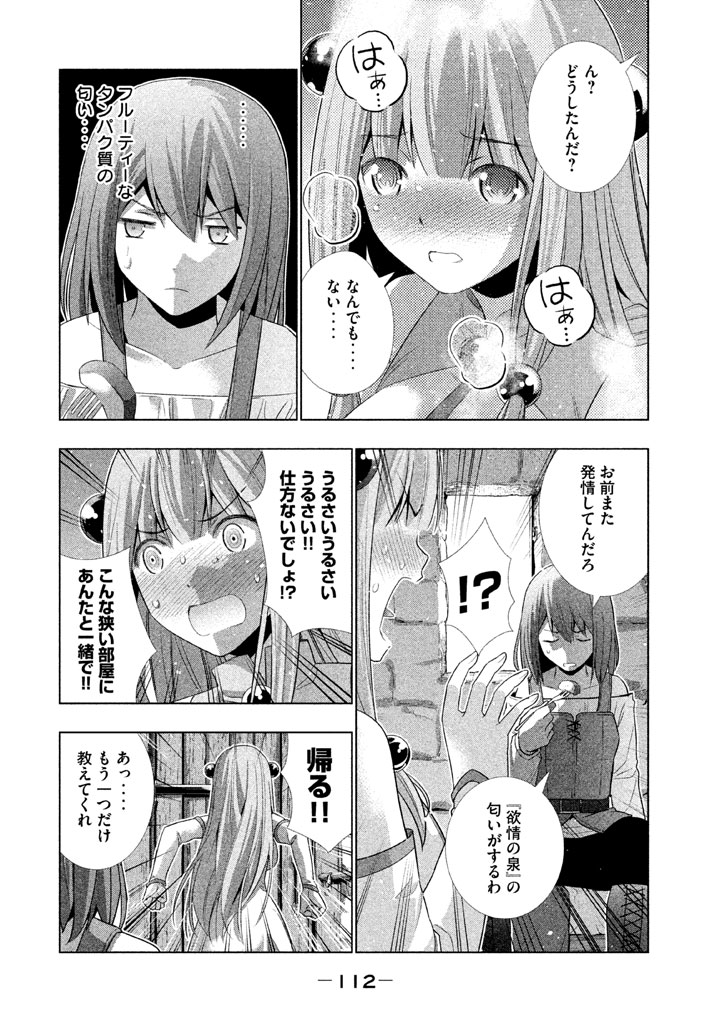 ん?
どうしたんだ?
はぁ…
はぁ…
なんでも
ない‥‥
‥‥‥
フルーティーな
タンパク質の
匂い‥‥
お前また
発情してんだろ
!?
『欲情の泉』の
匂いがするわ
うるさいうるさい
うるさい!!
仕方ないでしょ!?
こんな狭い部屋に
あんたと一緒で!!
帰る!!
あっ‥‥
もう一つだけ
教えてくれ
—112—